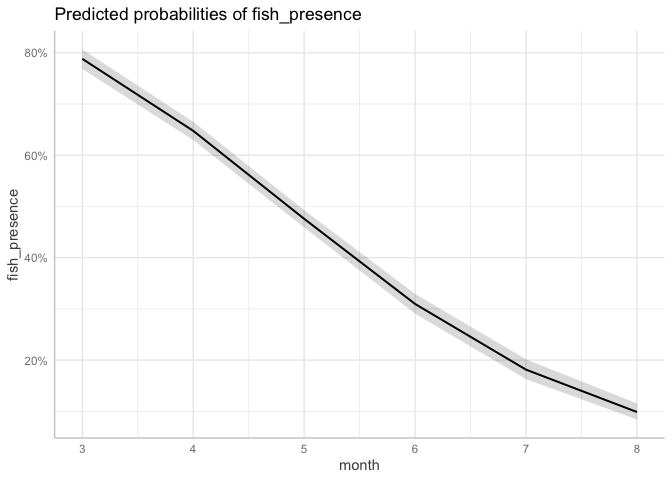 Predicted probabilities of fish_presence
80%
60%
40%
20%
fish_presence
3 4 5 6 7 8
month